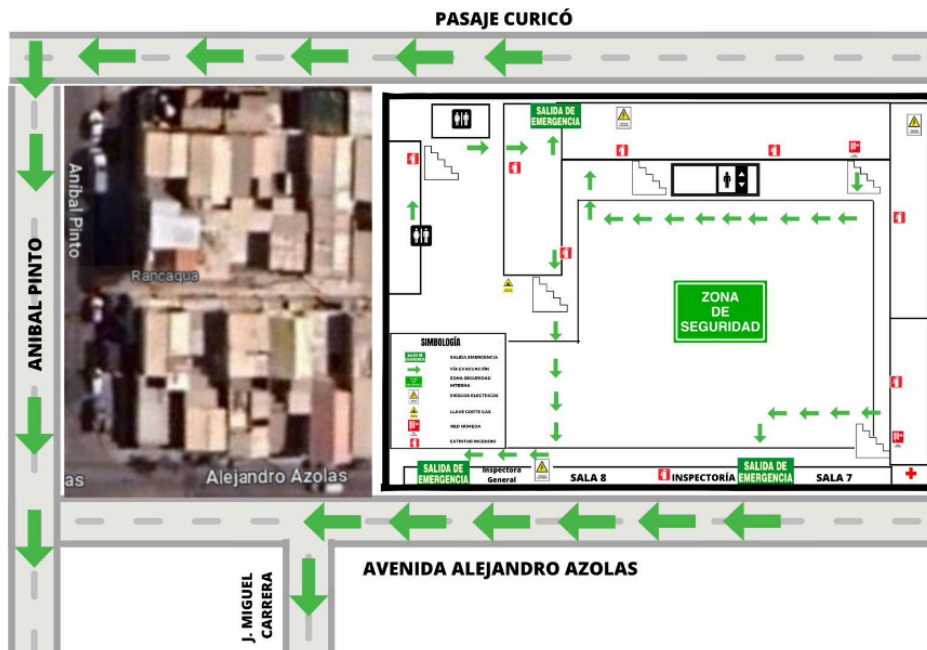 PASAJE CURICÓ
ANIBAL PINTO
Anibal Pinto
Rancagua
as
Alejandro Azolas
SALIDA DE
EMERGENCIA
ZONA
DE
SEGURIDAD
SIMBOLOGÍA
SALIDA EMERGENCIA
VÍA EVACUACIÓN
ZONA SEGURIDAD
INTERNA
RIESGOS ELÉCTRICOS
LLAVE CORTE GAS
RED HÚMEDA
EXTINTOR INCENDIO
SALIDA DE
EMERGENCIA
Inspectora
General
SALA 8
INSPECTORÍA
SALIDA DE
EMERGENCIA
SALA 7
AVENIDA ALEJANDRO AZOLAS
J. MIGUEL
CARRERA